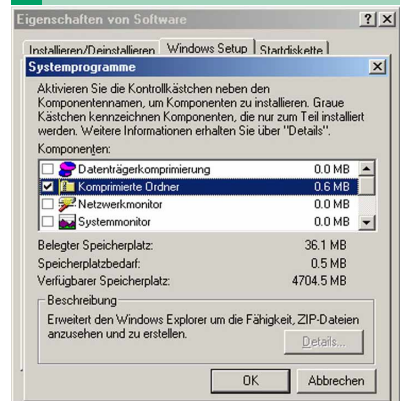 Eigenschaften von Software
Installieren/Deinstallieren Windows Setup Startdiskette
Systemprogramme
Aktivieren Sie die Kontrollkästchen neben den
Komponentennamen, um Komponenten zu installieren. Graue
Kästchen kennzeichnen Komponenten, die nur zum Teil installiert
werden. Weitere Informationen erhalten Sie über "Details".
Komponenten:
Datenträgerkomprimierung 0.0 MB
Komprimierte Ordner 0.6 MB
Netzwerkmonitor 0.0 MB
Systemmonitor 0.0 MB
Belegter Speicherplatz: 36.1 MB
Speicherplatzbedarf: 0.5 MB
Verfügbarer Speicherplatz: 4704.5 MB
Beschreibung
Erweitert den Windows Explorer um die Fähigkeit, ZIP-Dateien
anzusehen und zu erstellen.
Details...
OK Abbrechen